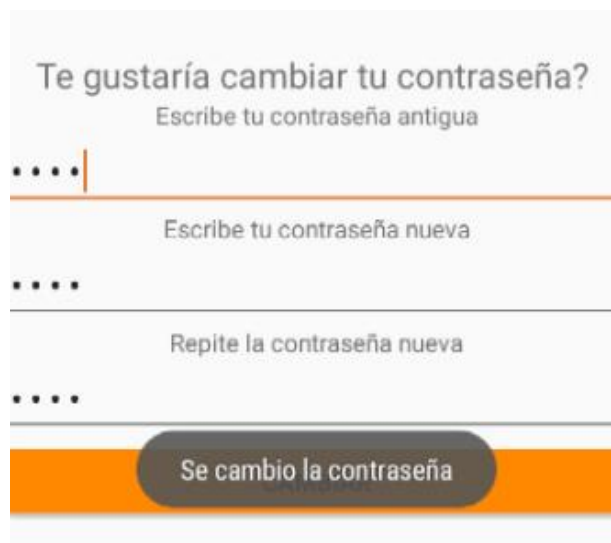 Te gustaría cambiar tu contraseña?
Escribe tu contraseña antigua
••••
Escribe tu contraseña nueva
••••
Repite la contraseña nueva
••••
Se cambio la contraseña